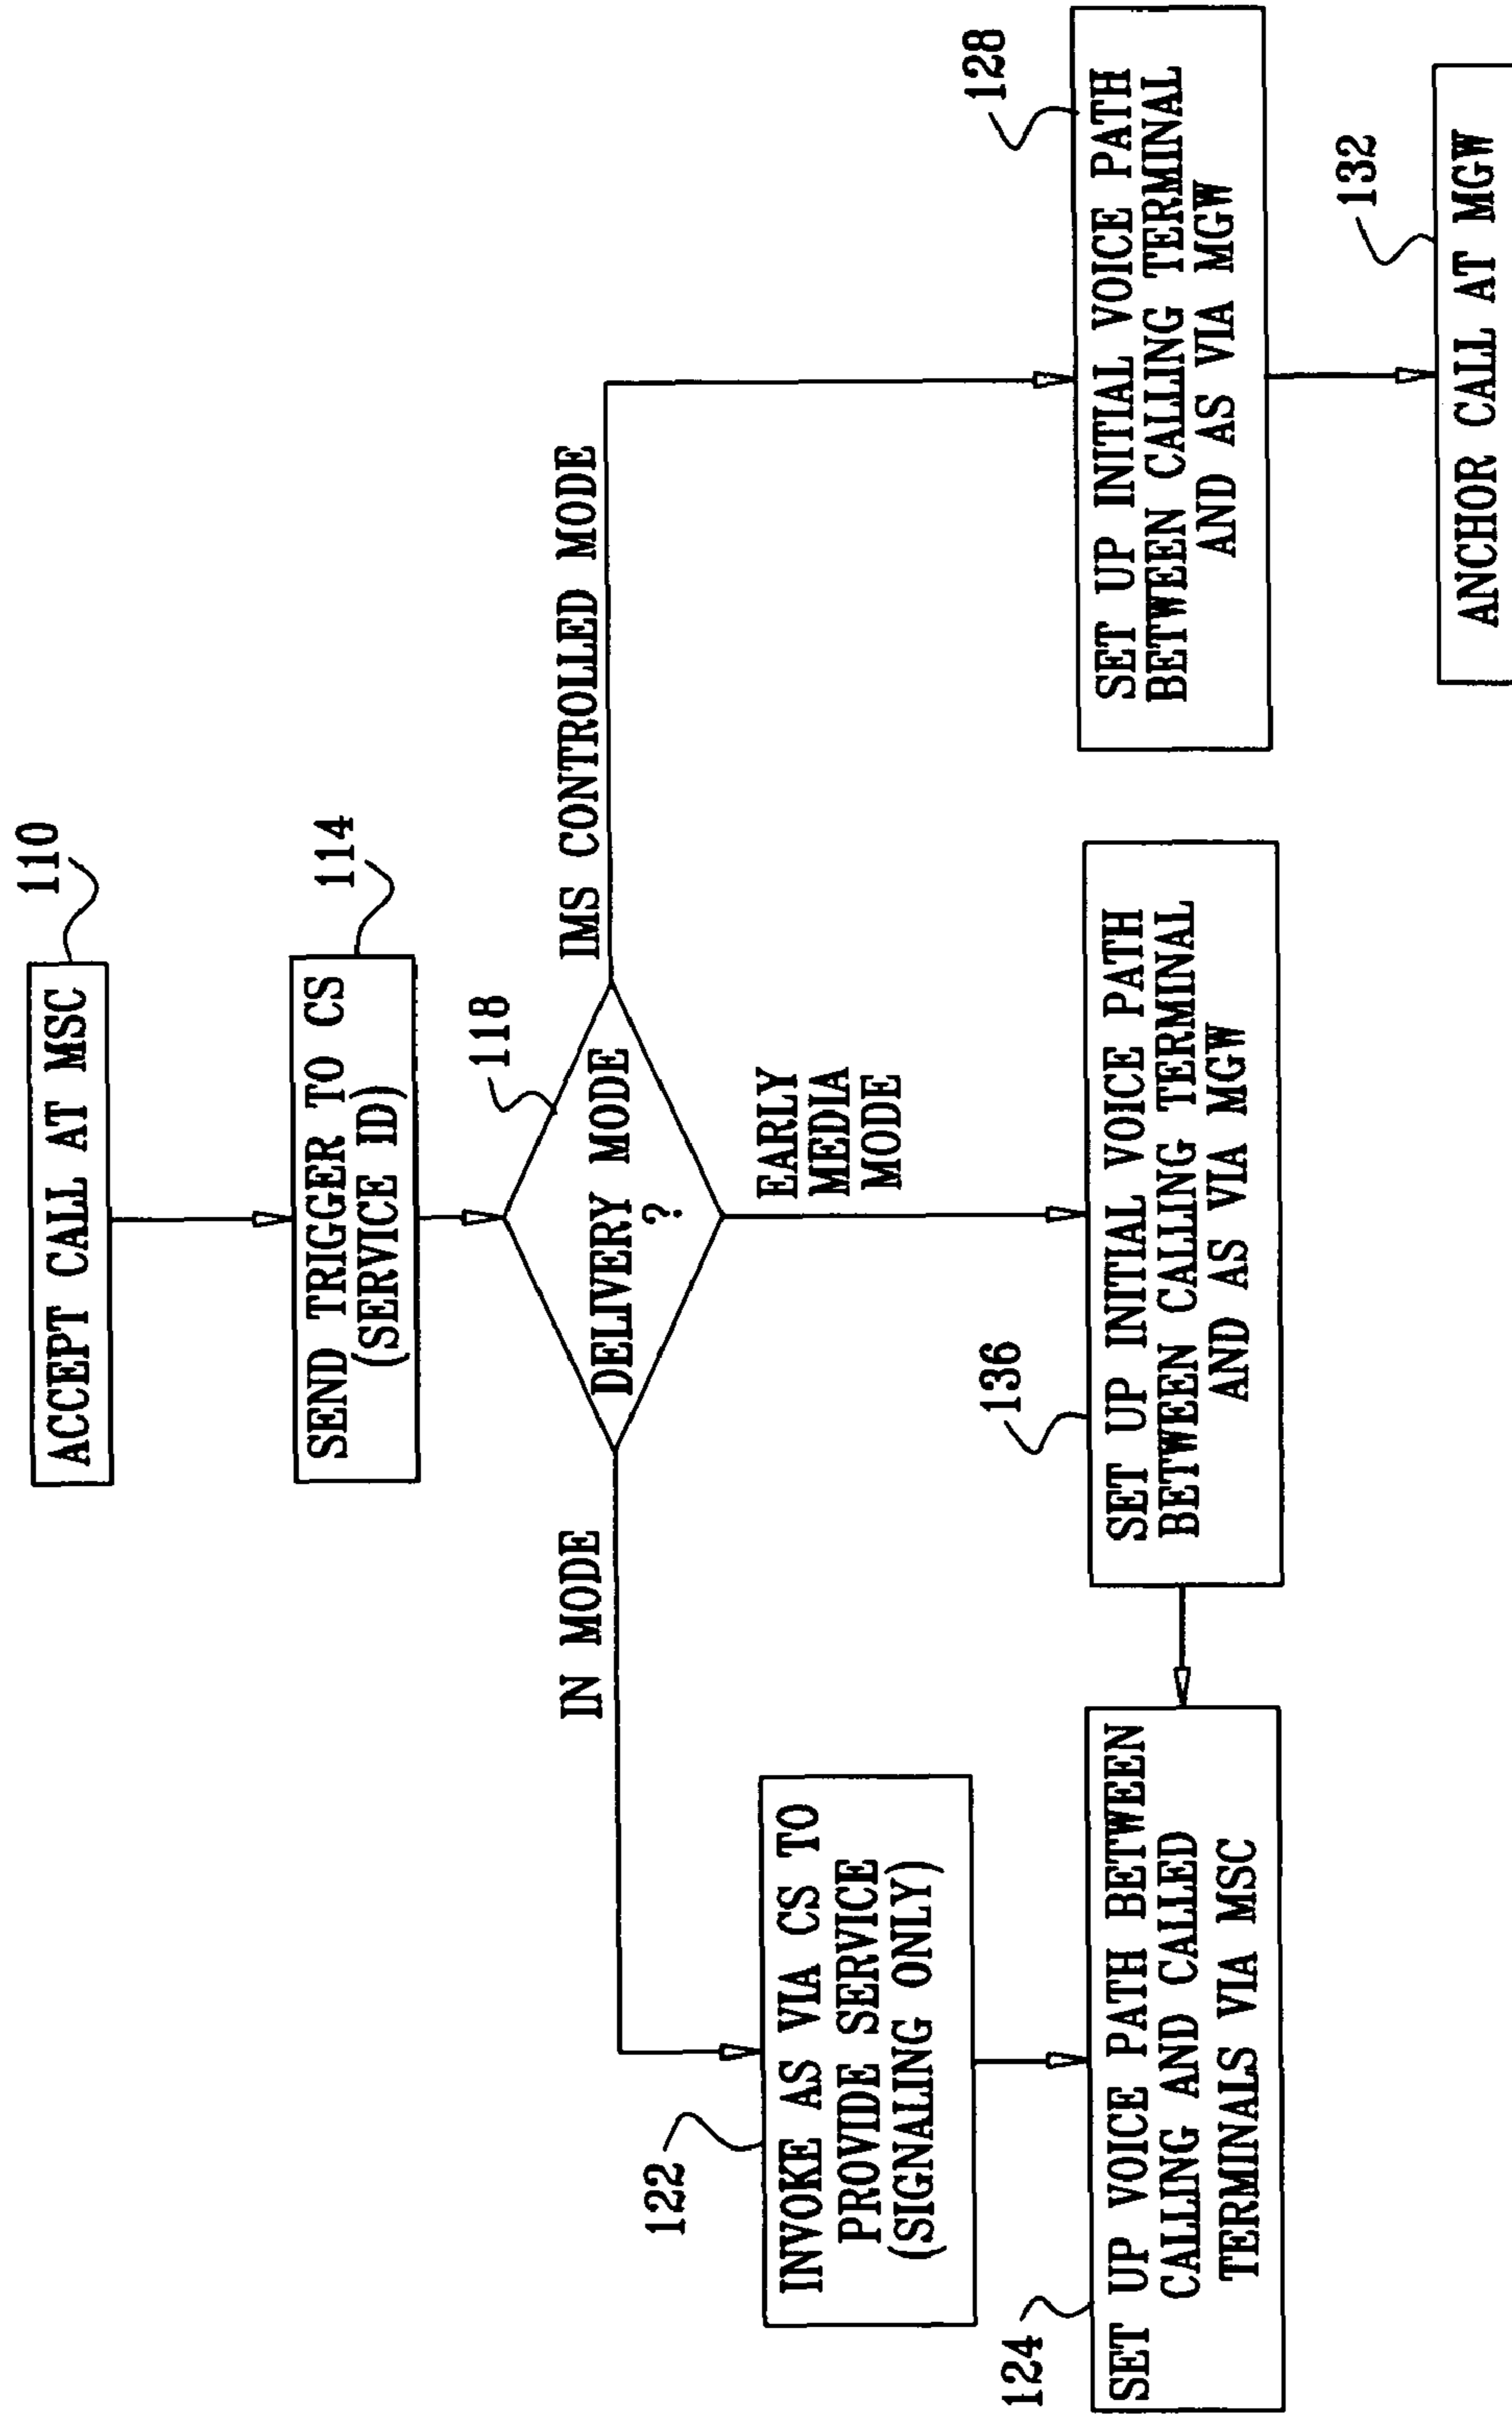 110
ACCEPT CALL AT MSC
114
SEND TRIGGER TO CS
(SERVICE ID)
118
DELIVERY MODE
?
IN MODE
IMS CONTROLLED MODE
EARLY
MEDIA
MODE
122
INVOKE AS VIA CS TO
PROVIDE SERVICE
(SIGNALING ONLY)
124
SET UP VOICE PATH BETWEEN
CALLING AND CALLED
TERMINALS VIA MSC
136
SET UP INITIAL VOICE PATH
BETWEEN CALLING TERMINAL
AND AS VIA MGW
128
SET UP INITIAL VOICE PATH
BETWEEN CALLING TERMINAL
AND AS VIA MGW
132
ANCHOR CALL AT MGW